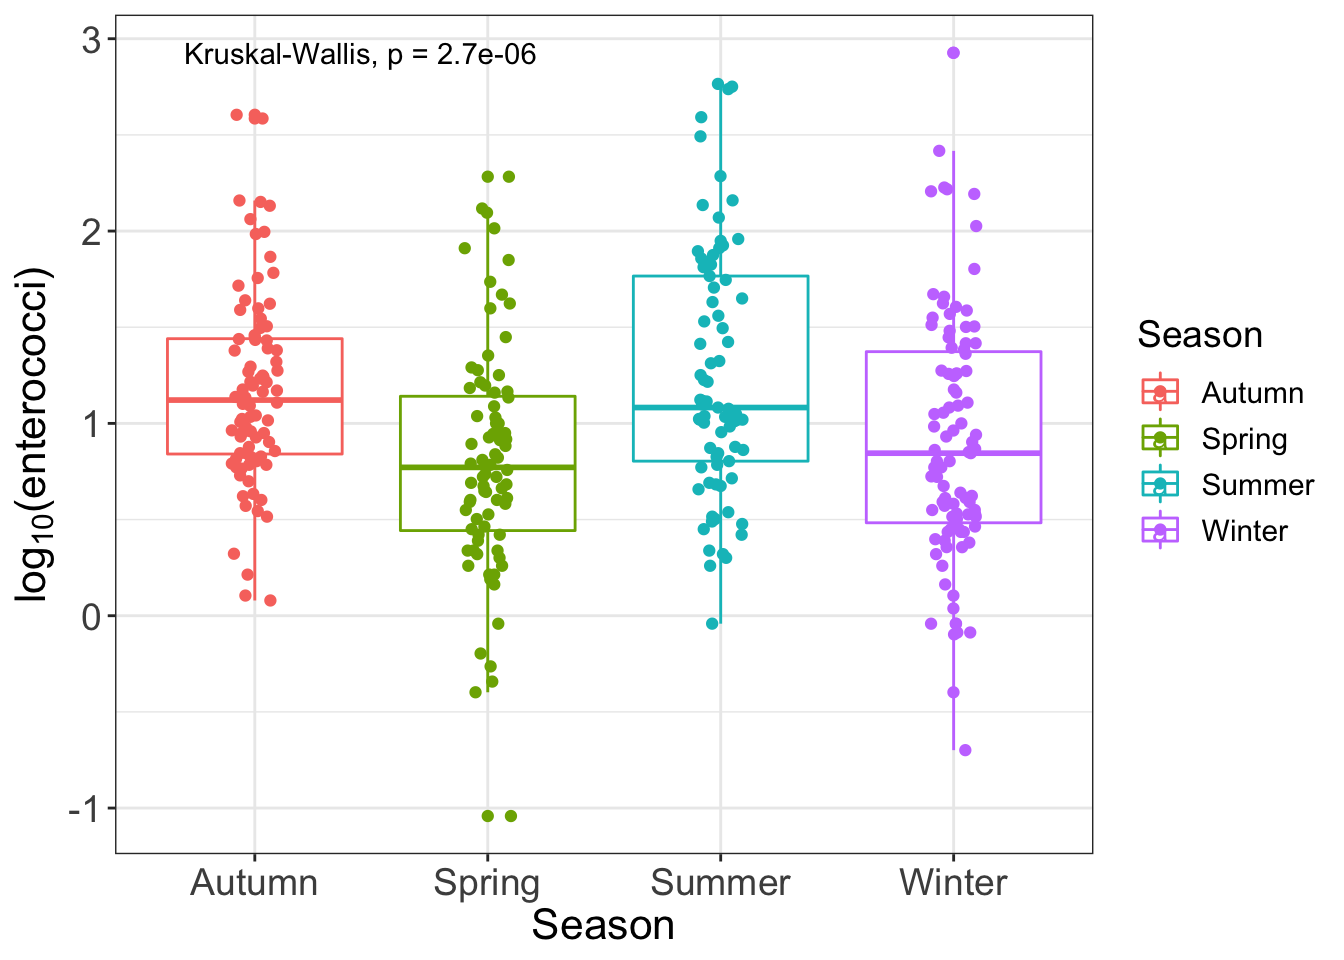 Kruskal-Wallis, p = 2.7e-06
3
2
1
0
-1
log10(enterococci)
Autumn Spring Summer Winter
Season
Season
Autumn
Spring
Summer
Winter